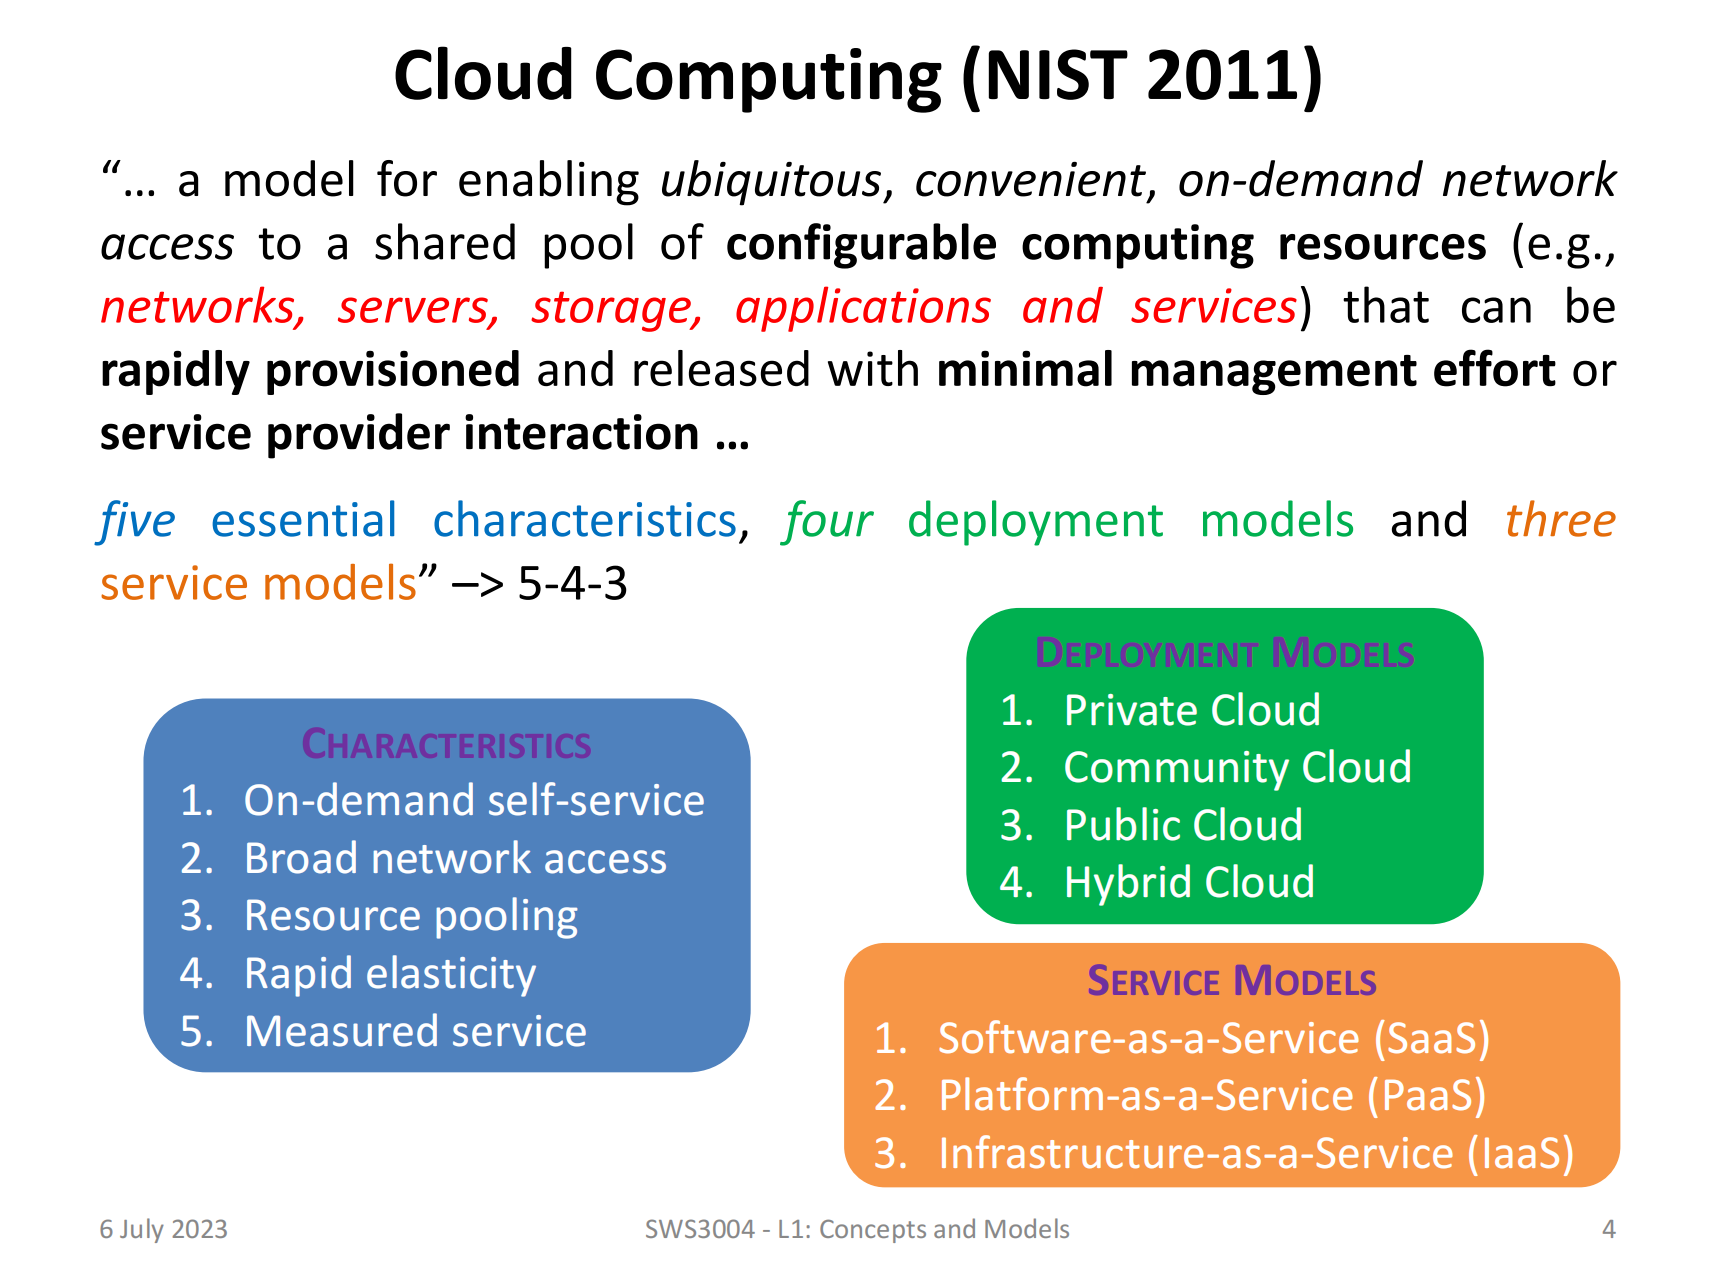 Cloud Computing (NIST 2011)
“… a model for enabling ubiquitous, convenient, on-demand network
access to a shared pool of configurable computing resources (e.g.,
networks, servers, storage, applications and services) that can be
rapidly provisioned and released with minimal management effort or
service provider interaction …
five essential characteristics, four deployment models and three
service models” –> 5-4-3
CHARACTERISTICS
1. On-demand self-service
2. Broad network access
3. Resource pooling
4. Rapid elasticity
5. Measured service
DEPLOYMENT MODELS
1. Private Cloud
2. Community Cloud
3. Public Cloud
4. Hybrid Cloud
SERVICE MODELS
1. Software-as-a-Service (SaaS)
2. Platform-as-a-Service (PaaS)
3. Infrastructure-as-a-Service (IaaS)
6 July 2023
SWS3004 - L1: Concepts and Models
4